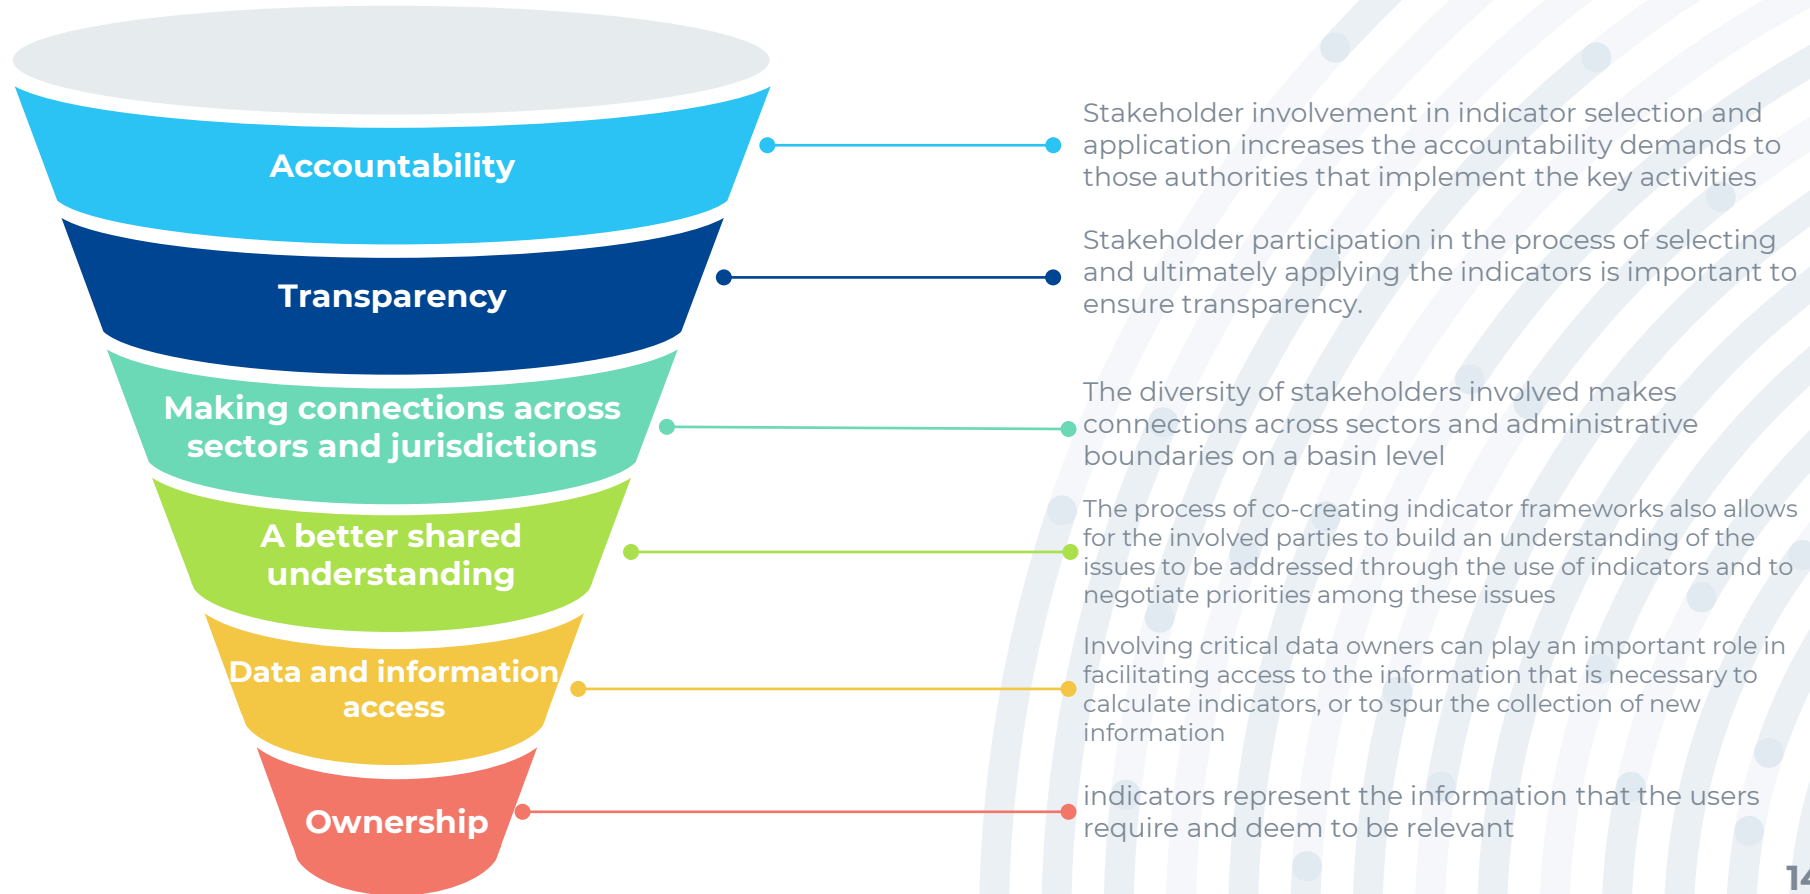 Accountability
Stakeholder involvement in indicator selection and
application increases the accountability demands to
those authorities that implement the key activities
Transparency
Stakeholder participation in the process of selecting
and ultimately applying the indicators is important to
ensure transparency.
Making connections across
sectors and jurisdictions
The diversity of stakeholders involved makes
connections across sectors and administrative
boundaries on a basin level
A better shared
understanding
The process of co-creating indicator frameworks also allows
for the involved parties to build an understanding of the
issues to be addressed through the use of indicators and to
negotiate priorities among these issues
Data and information
access
Involving critical data owners can play an important role in
facilitating access to the information that is necessary to
calculate indicators, or to spur the collection of new
information
Ownership
indicators represent the information that the users
require and deem to be relevant
14